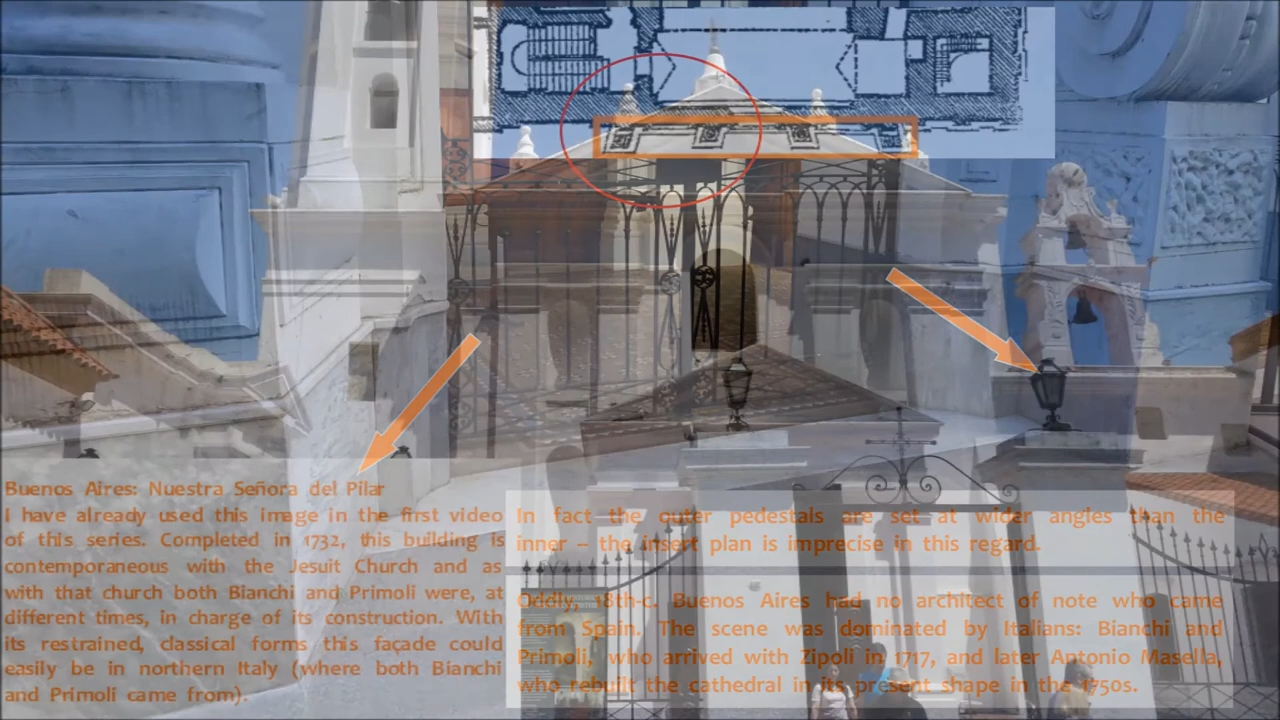 Buenos Aires: Nuestra Señora del Pilar
I have already used this image in the first video
of this series. Completed in 1732, this building is
contemporaneous with the Jesuit Church and as
with that church both Bianchi and Primoli were, at
different times, in charge of its construction. With
its restrained, classical forms this façade could
easily be in northern Italy (where both Bianchi
and Primoli came from).
In fact the outer pedestals are set at wider angles than the
inner – the insert plan is imprecise in this regard.
Oddly, 18th-c. Buenos Aires had no architect of note who came
from Spain. The scene was dominated by Italians: Bianchi and
Primoli, who arrived with Zipoli in 1717, and later Antonio Masella,
who rebuilt the cathedral in its present shape in the 1750s.